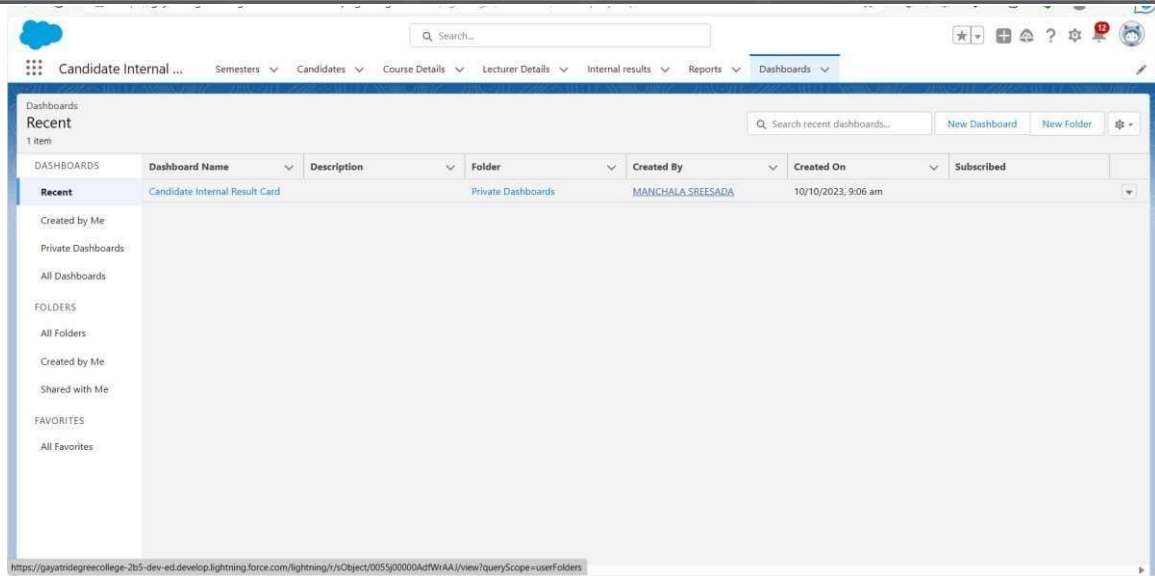 Search...
12
Candidate Internal ...
Semesters
Candidates
Course Details
Lecturer Details
Internal results
Reports
Dashboards
Dashboards
Recent
1 item
Search recent dashboards...
New Dashboard
New Folder
DASHBOARDS
Dashboard Name
Description
Folder
Created By
Created On
Subscribed
Recent
Candidate Internal Result Card
Private Dashboards
MANCHALA SREESADA
10/10/2023, 9:06 am
Created by Me
Private Dashboards
All Dashboards
FOLDERS
All Folders
Created by Me
Shared with Me
FAVORITES
All Favorites
https://gayatridegreecollege-2b5-dev-ed.develop.lightning.force.com/lightning/r/sObject/0055j00000AdfWrAAJ/view?queryScope=userFolders